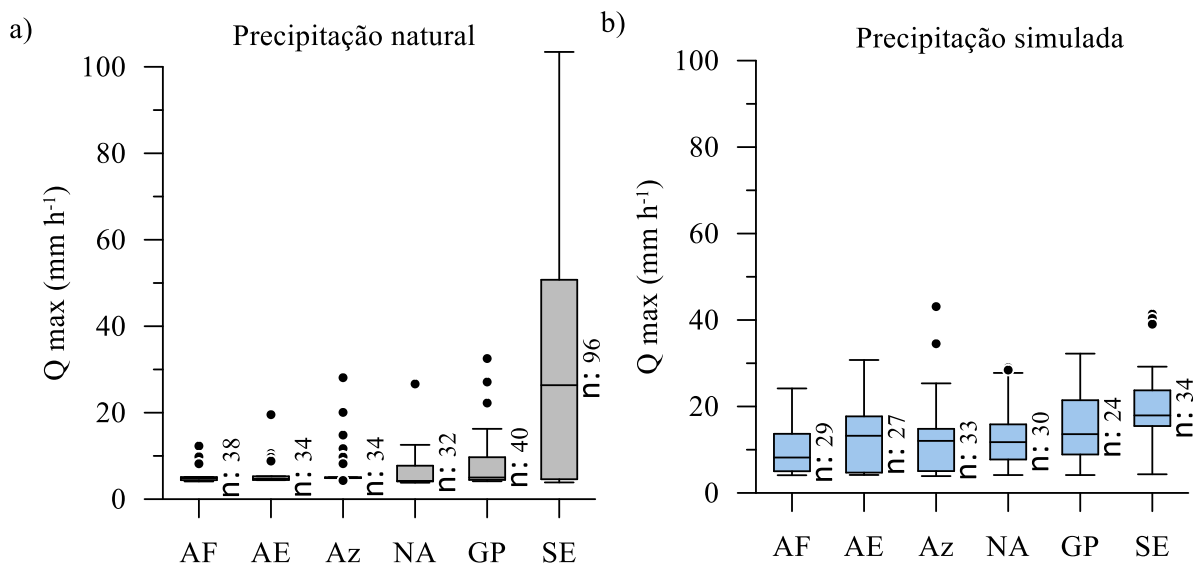 a)
Precipitação natural
Q max (mm h-1)
100
80
60
40
20
0
n: 38
n: 34
n: 34
n: 32
n: 40
n: 96
AF AE Az NA GP SE
b)
Precipitação simulada
Q max (mm h-1)
100
80
60
40
20
0
n: 29
n: 27
n: 33
n: 30
n: 24
n: 34
AF AE Az NA GP SE